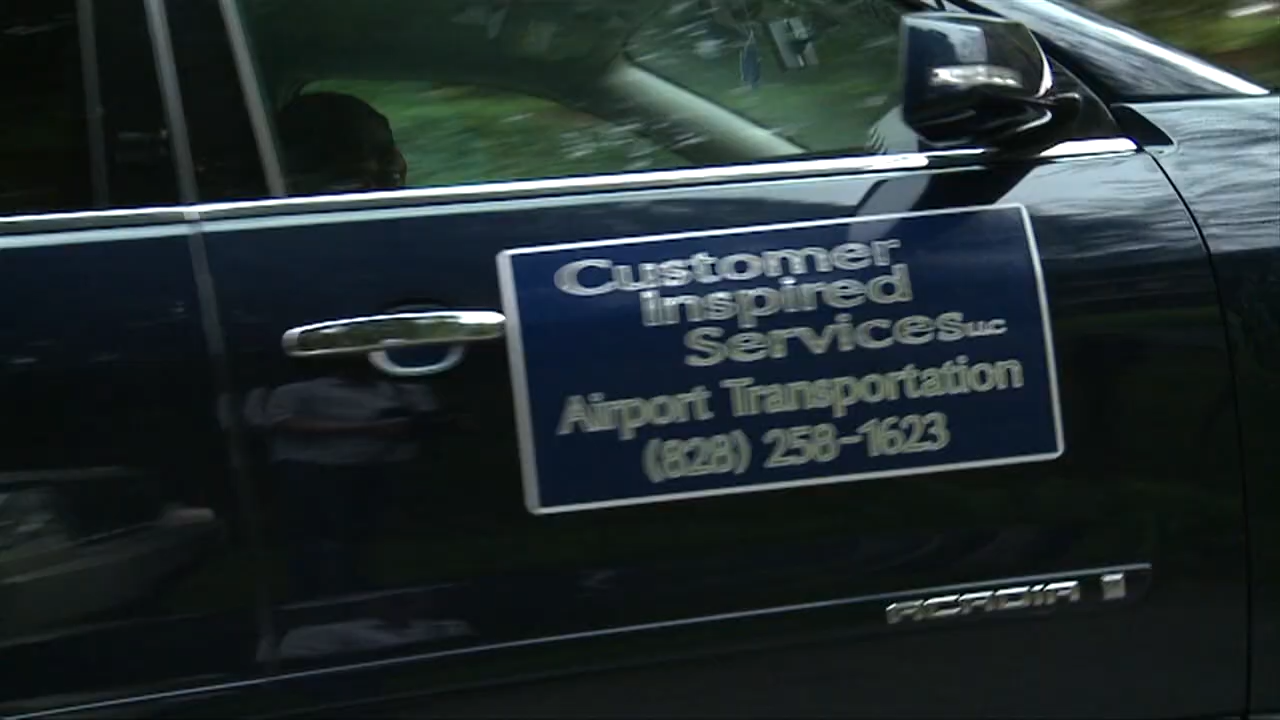 Customer
Inspired
Services LLC
Airport Transportation
(828) 258-1623
ACADIA